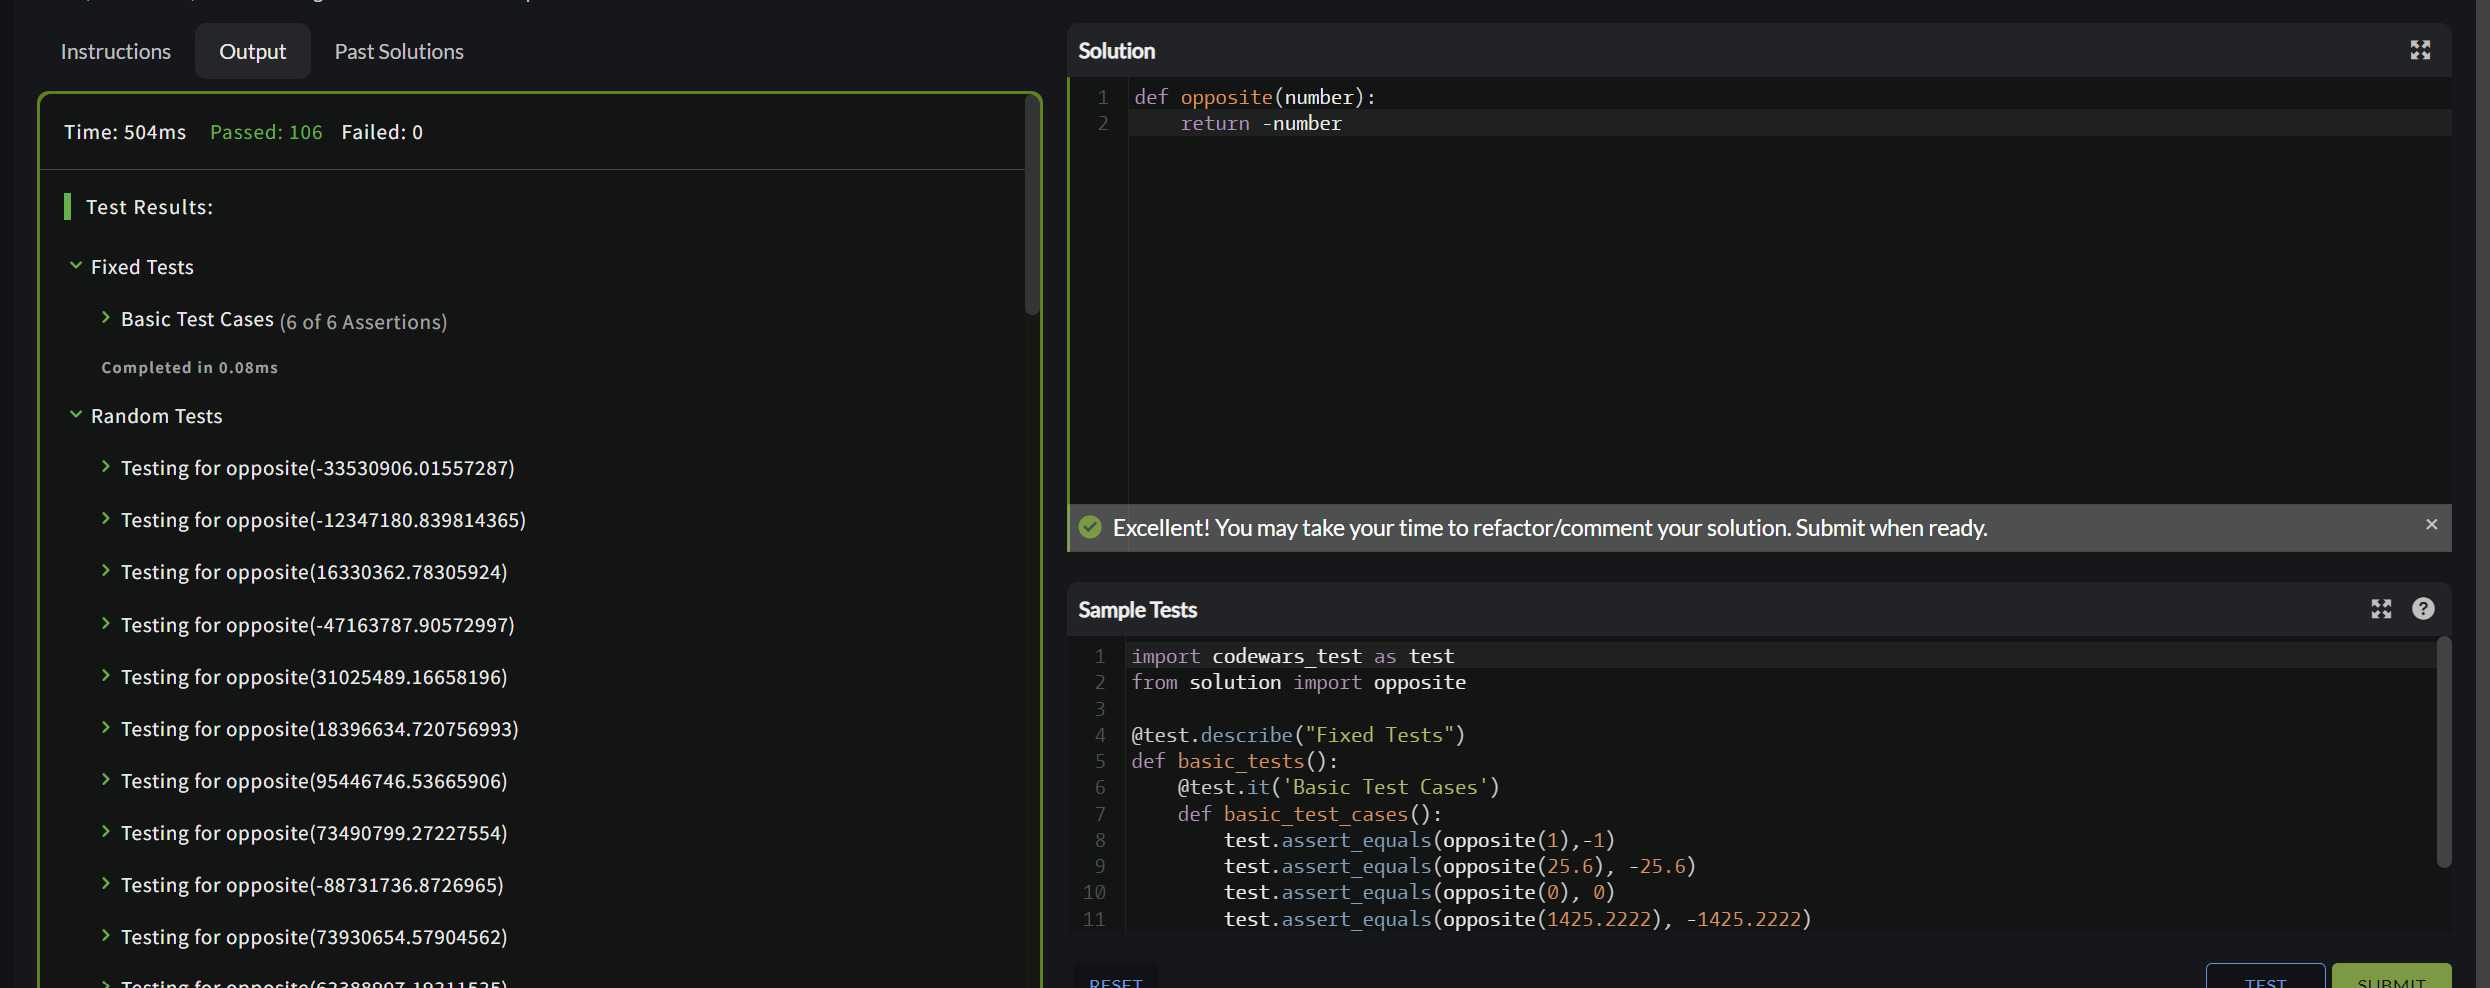 Instructions
Output
Past Solutions
Time: 504ms Passed: 106 Failed: 0
Test Results:
Fixed Tests
Basic Test Cases (6 of 6 Assertions)
Completed in 0.08ms
Random Tests
Testing for opposite(-33530906.01557287)
Testing for opposite(-12347180.839814365)
Testing for opposite(16330362.78305924)
Testing for opposite(-47163787.90572997)
Testing for opposite(31025489.16658196)
Testing for opposite(18396634.720756993)
Testing for opposite(95446746.53665906)
Testing for opposite(73490799.27227554)
Testing for opposite(-88731736.8726965)
Testing for opposite(73930654.57904562)
Testing for
Solution
1 def opposite(number):
2     return -number
Excellent! You may take your time to refactor/comment your solution. Submit when ready.
×
Sample Tests
?
1 import codewars_test as test
2 from solution import opposite
3
4 @test.describe("Fixed Tests")
5 def basic_tests():
6     @test.it('Basic Test Cases')
7     def basic_test_cases():
8         test.assert_equals(opposite(1),-1)
9         test.assert_equals(opposite(25.6), -25.6)
10         test.assert_equals(opposite(0), 0)
11         test.assert_equals(opposite(1425.2222), -1425.2222)
RESET
TEST
SUBMIT